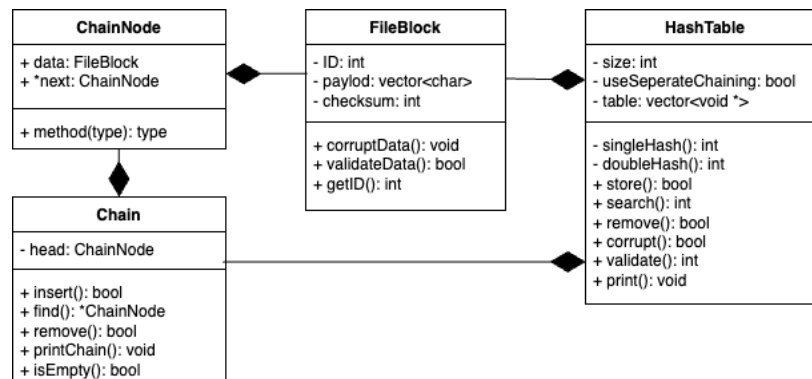 ChainNode
+ data: FileBlock
+ *next: ChainNode
+ method(type): type
FileBlock
- ID: int
- paylod: vector<char>
- checksum: int
+ corruptData(): void
+ validateData(): bool
+ getID(): int
HashTable
- size: int
- useSeperateChaining: bool
- table: vector<void *>
- singleHash(): int
- doubleHash(): int
+ store(): bool
+ search(): int
+ remove(): bool
+ corrupt(): bool
+ validate(): int
+ print(): void
Chain
- head: ChainNode
+ insert(): bool
+ find(): *ChainNode
+ remove(): bool
+ printChain(): void
+ isEmpty(): bool